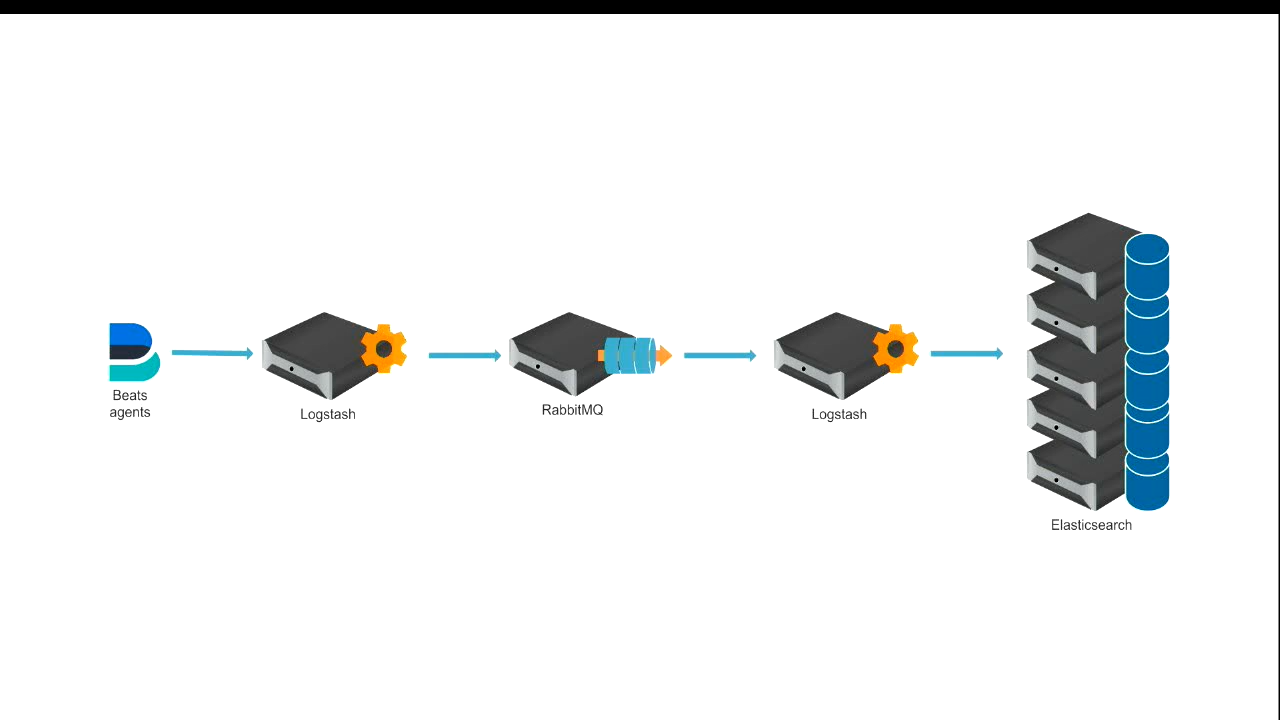 Beats
agents
Logstash
RabbitMQ
Logstash
Elasticsearch